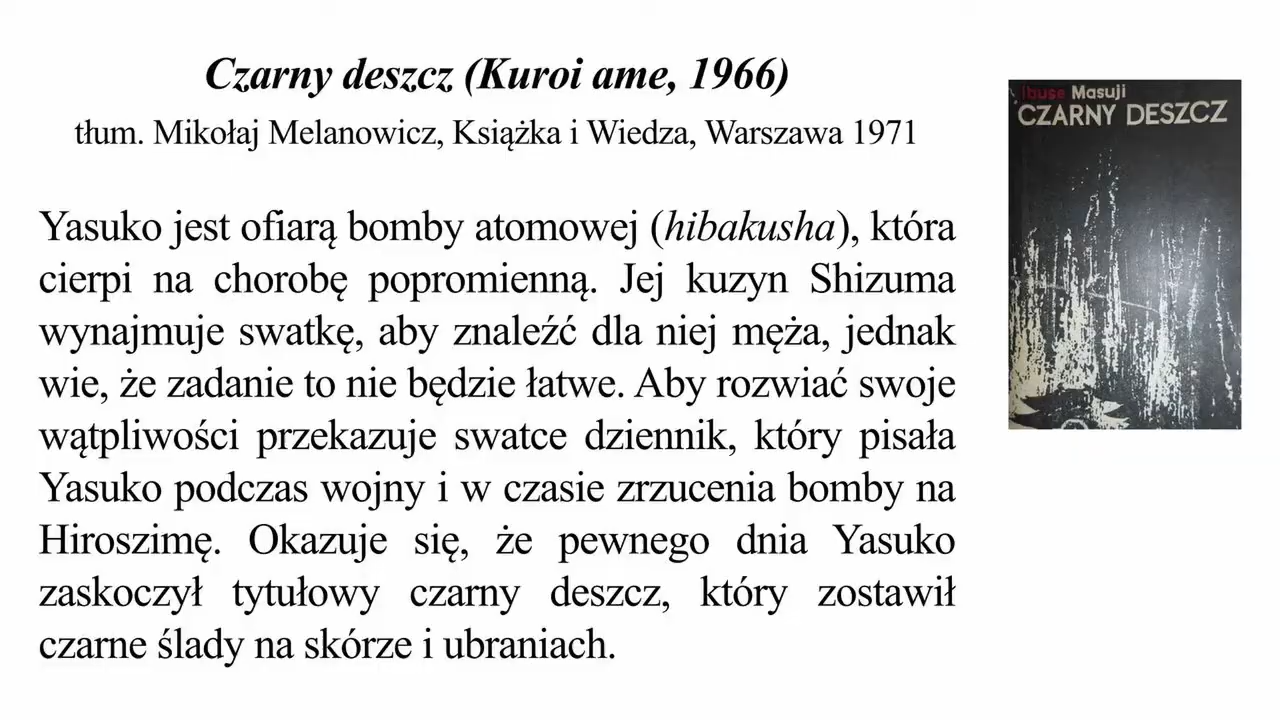 Czarny deszcz (Kuroi ame, 1966)
tłum. Mikołaj Melanowicz, Książka i Wiedza, Warszawa 1971
Yasuko jest ofiarą bomby atomowej (hibakusha), która
cierpi na chorobę popromienną. Jej kuzyn Shizuma
wynajmuje swatkę, aby znaleźć dla niej męża, jednak
wie, że zadanie to nie będzie łatwe. Aby rozwiać swoje
wątpliwości przekazuje swatce dziennik, który pisała
Yasuko podczas wojny i w czasie zrzucenia bomby na
Hiroszimę. Okazuje się, że pewnego dnia Yasuko
zaskoczył tytułowy czarny deszcz, który zostawił
czarne ślady na skórze i ubraniach.
Ibuse Masuji
CZARNY DESZCZ